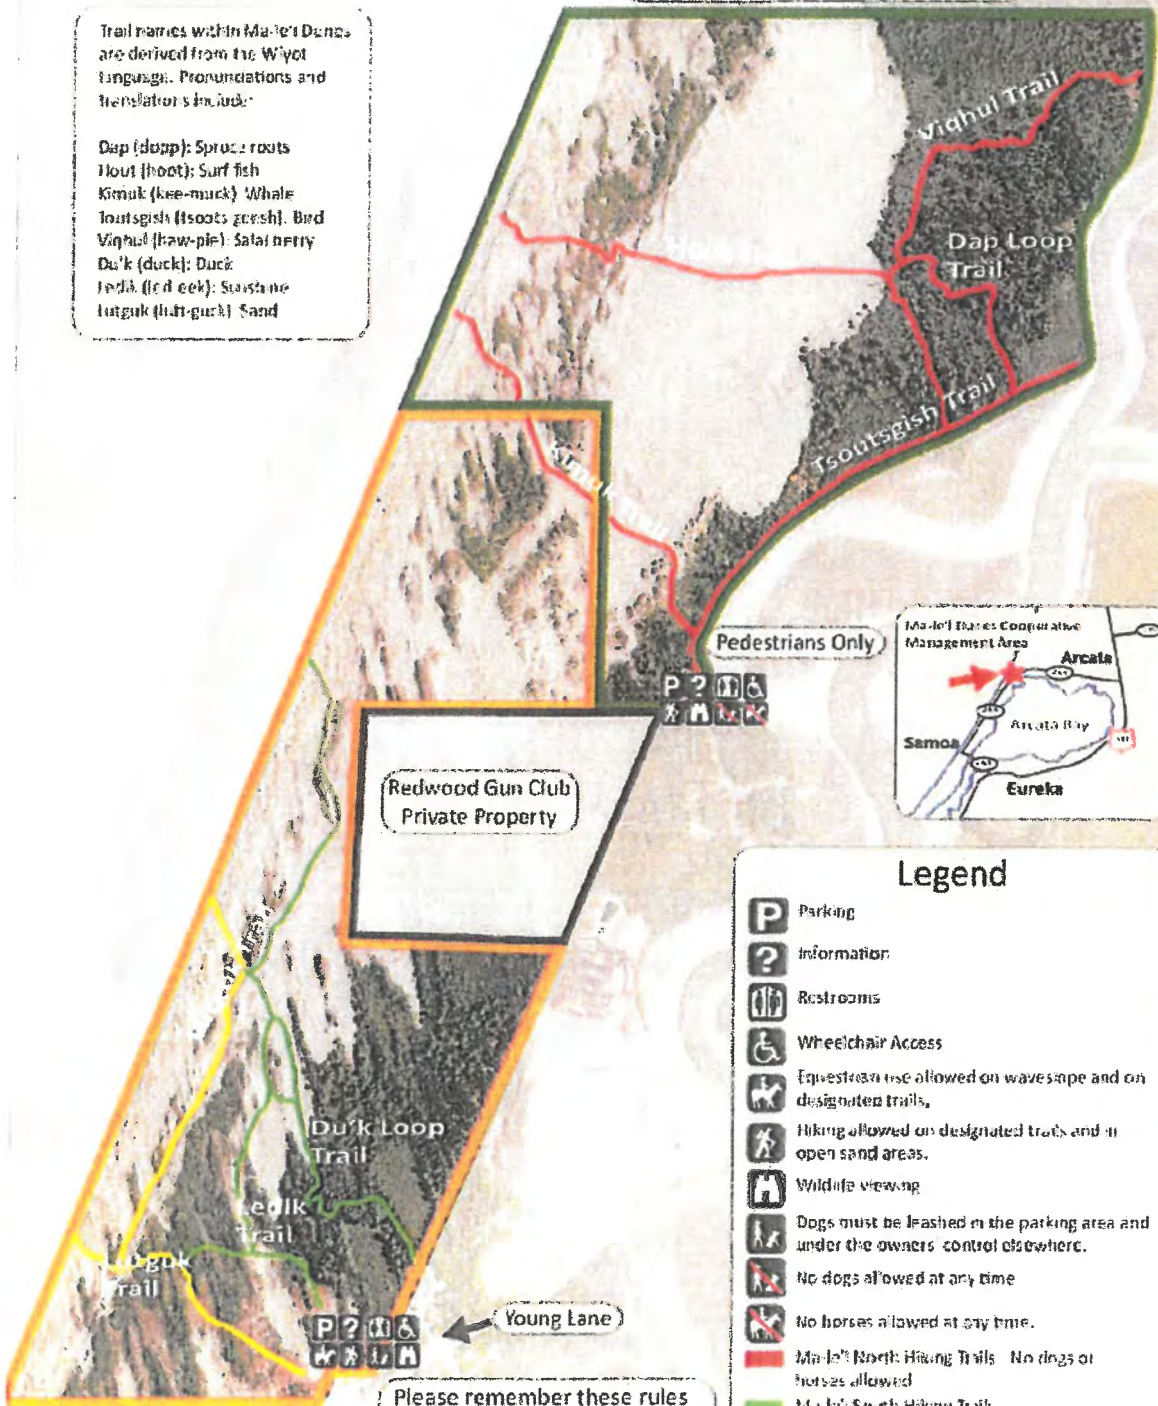 Trail names within Ma-le'l Dunes
are derived from the Wiyot
language. Pronunciations and
translations include:
Dap (dopp): Spruce roots
Hout (hoot): Surf fish
Kimuk (kee-muck) Whale
Toutsgish (tsoots geesh). Bird
Viqhul (haw-pie) Salal berry
Du'k (duck): Duck
Ledik (led eek): Sunshine
Lutguk (lutt-guck) Sand
Viqhul Trail
Dap Loop
Trail
Tsoutsgish Trail
Pedestrians Only
P ?
Ma-le'l Dunes Cooperative
Management Area
Arcata
Arcata Bay
Samoa
Eureka
Redwood Gun Club
Private Property
Legend
P Parking
? Information
Restrooms
Wheelchair Access
Equestrian use allowed on waveslope and on
designated trails.
Hiking allowed on designated trails and in
open sand areas.
Wildlife viewing
Dogs must be leashed in the parking area and
under the owners control elsewhere.
No dogs allowed at any time
No horses allowed at any time.
Ma-le'l North Hiking Trails No dogs or
horses allowed
Ma-le'l South Hiking Trail
Du'k Loop
Trail
Ledik
Trail
Trail
P ?
Young Lane
Please remember these rules